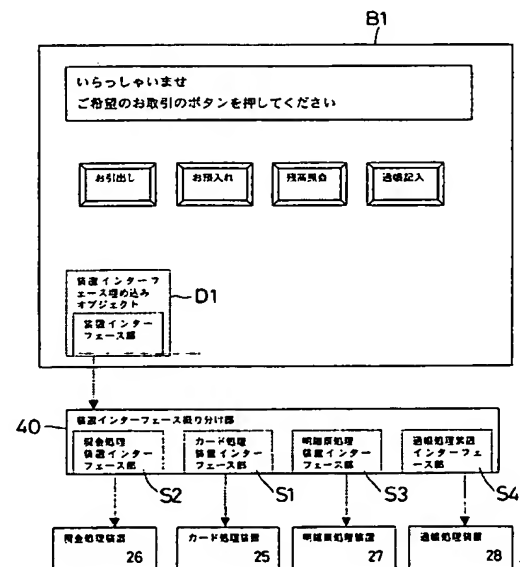 B1
いらっしゃいませ
ご希望のお取引のボタンを押してください
お引出し
お預入れ
残高照会
通帳記入
装置インターフ
ェース埋め込み
オブジェクト
装置インター
フェース部
D1
40
装置インターフェース振り分け部
現金処理
装置インター
フェース部
カード処理
装置インター
フェース部
明細票処理
装置インター
フェース部
通帳処理装置
インターフェ
ース部
S2
S1
S3
S4
現金処理装置
26
カード処理装置
25
明細票処理装置
27
通帳処理装置
28